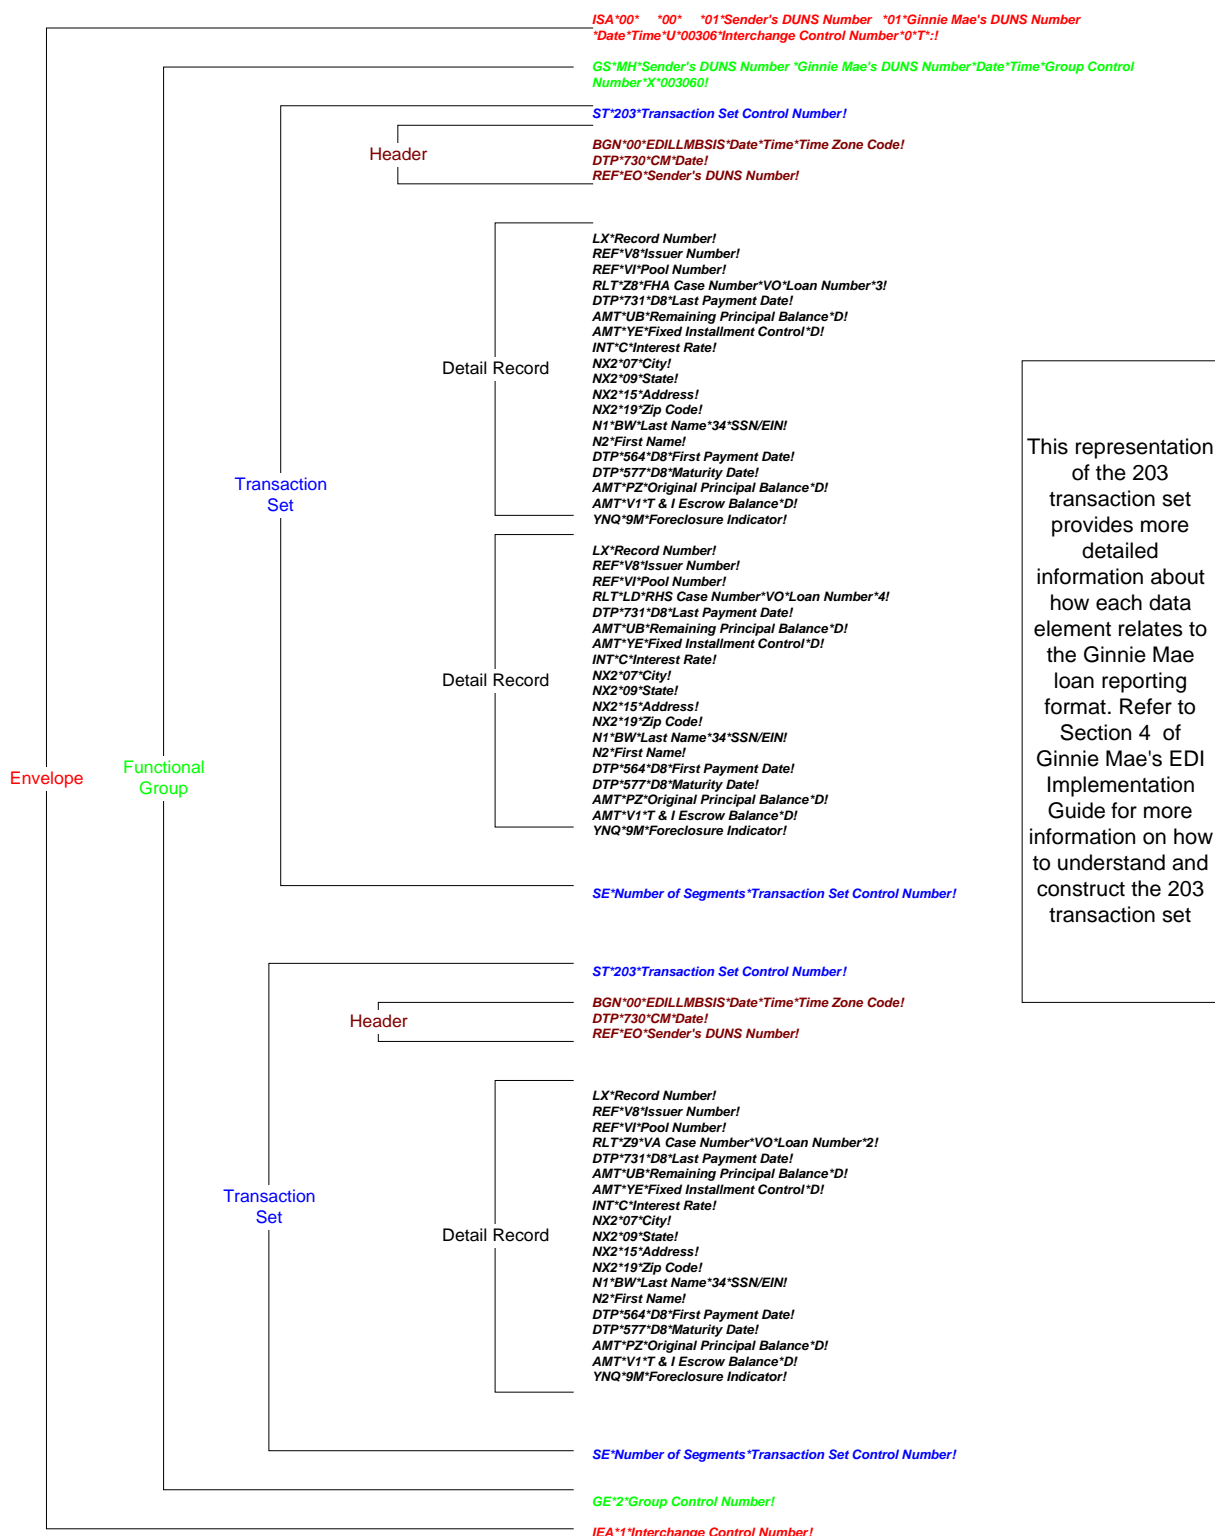 ISA*00* *00* *01*Sender's DUNS Number *01*Ginnie Mae's DUNS Number
*Date*Time*U*00306*Interchange Control Number*0*T*:!
GS*MH*Sender's DUNS Number *Ginnie Mae's DUNS Number*Date*Time*Group Control
Number*X*003060!
ST*203*Transaction Set Control Number!
Header
BGN*00*EDILLMBSIS*Date*Time*Time Zone Code!
DTP*730*CM*Date!
REF*EO*Sender's DUNS Number!
LX*Record Number!
REF*V8*Issuer Number!
REF*VI*Pool Number!
RLT*Z8*FHA Case Number*VO*Loan Number*3!
DTP*731*D8*Last Payment Date!
AMT*UB*Remaining Principal Balance*D!
AMT*YE*Fixed Installment Control*D!
INT*C*Interest Rate!
NX2*07*City!
Detail Record
NX2*09*State!
NX2*15*Address!
NX2*19*Zip Code!
N1*BW*Last Name*34*SSN/EIN!
N2*First Name!
DTP*564*D8*First Payment Date!
DTP*577*D8*Maturity Date!
AMT*PZ*Original Principal Balance*D!
AMT*V1*T & I Escrow Balance*D!
YNQ*9M*Foreclosure Indicator!
Transaction
Set
LX*Record Number!
REF*V8*Issuer Number!
REF*VI*Pool Number!
RLT*LD*RHS Case Number*VO*Loan Number*4!
DTP*731*D8*Last Payment Date!
AMT*UB*Remaining Principal Balance*D!
AMT*YE*Fixed Installment Control*D!
INT*C*Interest Rate!
NX2*07*City!
Detail Record
NX2*09*State!
NX2*15*Address!
NX2*19*Zip Code!
N1*BW*Last Name*34*SSN/EIN!
N2*First Name!
DTP*564*D8*First Payment Date!
DTP*577*D8*Maturity Date!
AMT*PZ*Original Principal Balance*D!
AMT*V1*T & I Escrow Balance*D!
YNQ*9M*Foreclosure Indicator!
Envelope
Functional
Group
SE*Number of Segments*Transaction Set Control Number!
This representation
of the 203
transaction set
provides more
detailed
information about
how each data
element relates to
the Ginnie Mae
loan reporting
format. Refer to
Section 4 of
Ginnie Mae's EDI
Implementation
Guide for more
information on how
to understand and
construct the 203
transaction set
ST*203*Transaction Set Control Number!
Header
BGN*00*EDILLMBSIS*Date*Time*Time Zone Code!
DTP*730*CM*Date!
REF*EO*Sender's DUNS Number!
LX*Record Number!
REF*V8*Issuer Number!
REF*VI*Pool Number!
RLT*Z9*VA Case Number*VO*Loan Number*2!
DTP*731*D8*Last Payment Date!
AMT*UB*Remaining Principal Balance*D!
AMT*YE*Fixed Installment Control*D!
INT*C*Interest Rate!
NX2*07*City!
Transaction
Set
Detail Record
NX2*09*State!
NX2*15*Address!
NX2*19*Zip Code!
N1*BW*Last Name*34*SSN/EIN!
N2*First Name!
DTP*564*D8*First Payment Date!
DTP*577*D8*Maturity Date!
AMT*PZ*Original Principal Balance*D!
AMT*V1*T & I Escrow Balance*D!
YNQ*9M*Foreclosure Indicator!
SE*Number of Segments*Transaction Set Control Number!
GE*2*Group Control Number!
IEA*1*Interchange Control Number!